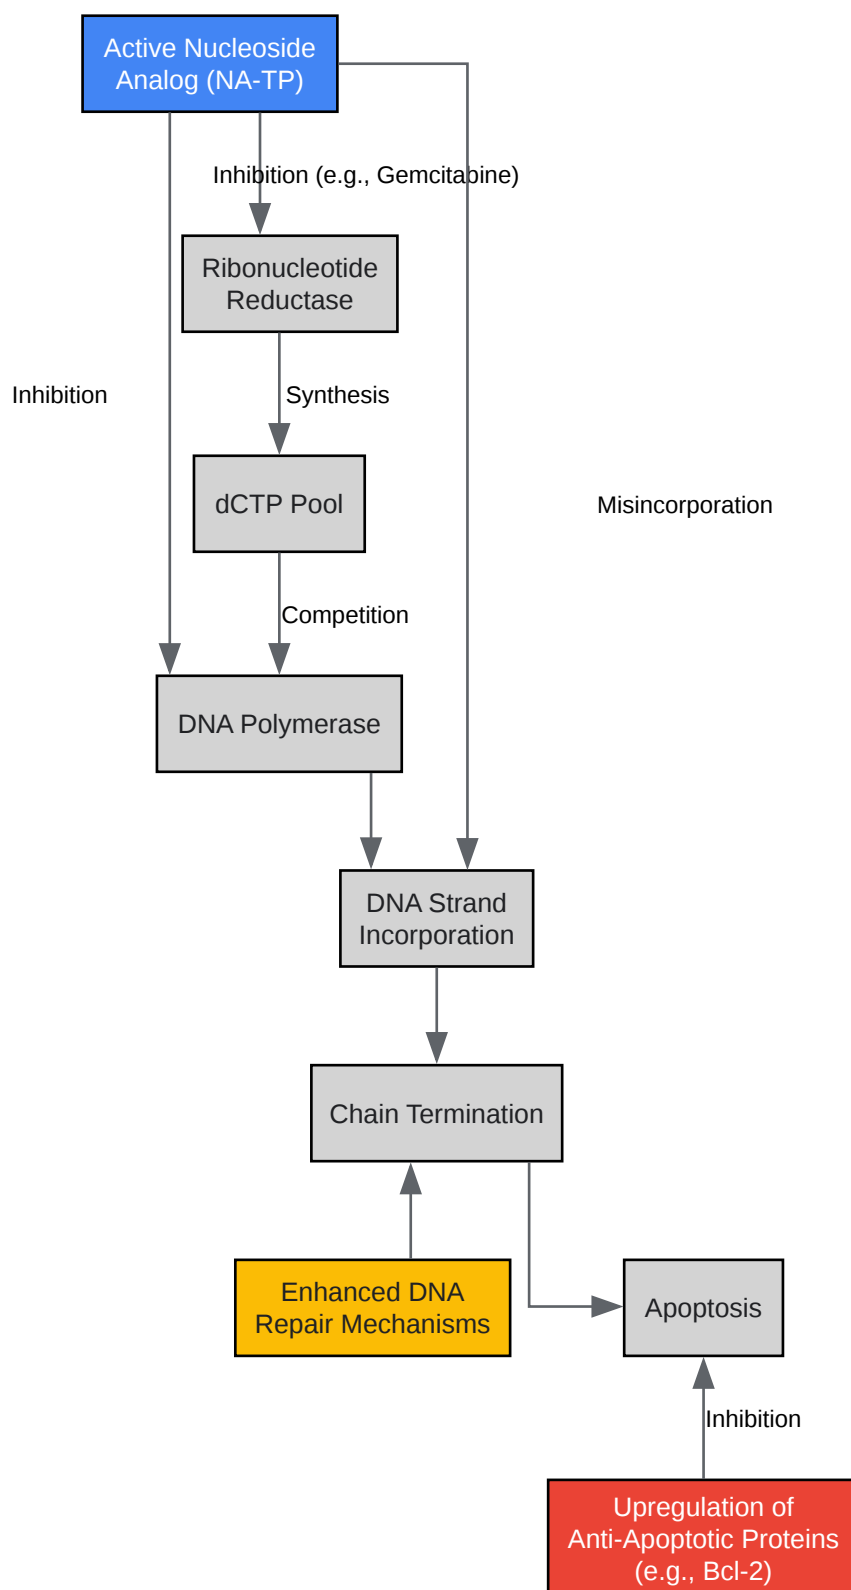 Active Nucleoside
Analog (NA-TP)
Inhibition (e.g., Gemcitabine)
Ribonucleotide
Reductase
Inhibition
Synthesis
dCTP Pool
Misincorporation
Competition
DNA Polymerase
DNA Strand
Incorporation
Chain Termination
Enhanced DNA
Repair Mechanisms
Apoptosis
Inhibition
Upregulation of
Anti-Apoptotic Proteins
(e.g., Bcl-2)